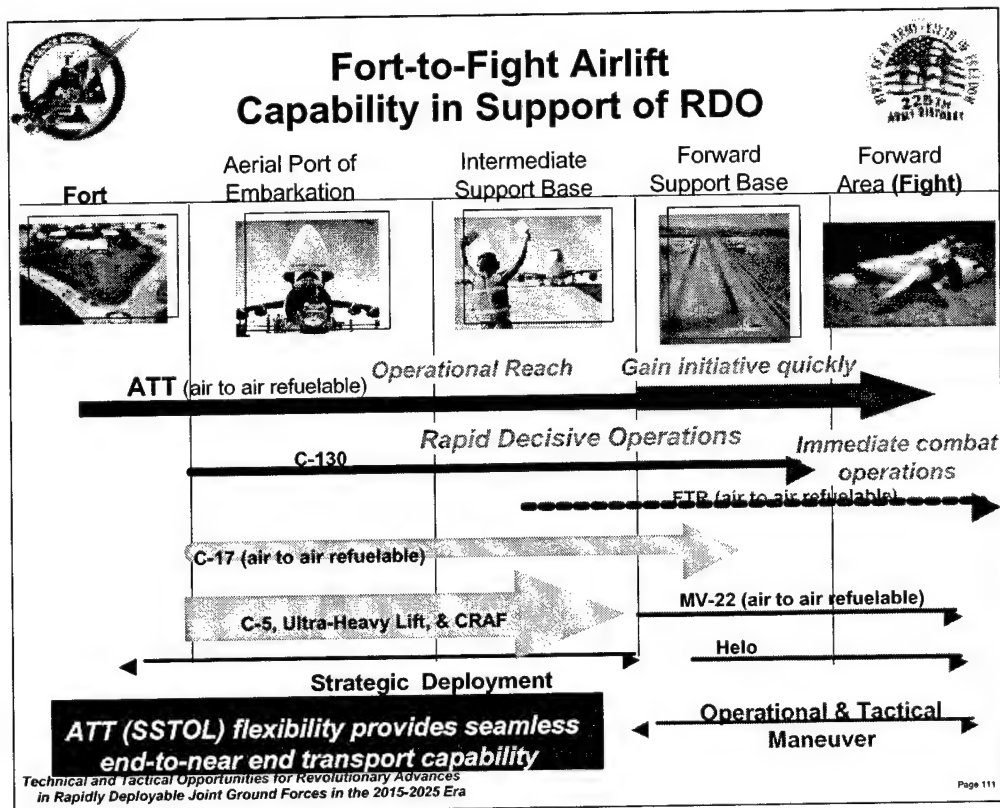 Fort-to-Fight Airlift
Capability in Support of RDO
225TH
ARMY BIRTHDAY
Fort
Aerial Port of
Embarkation
Intermediate
Support Base
Forward
Support Base
Forward
Area (Fight)
ATT (air to air refuelable)
Operational Reach
Gain initiative quickly
Rapid Decisive Operations
Immediate combat
operations
C-130
FTR (air to air refuelable)
C-17 (air to air refuelable)
MV-22 (air to air refuelable)
C-5, Ultra-Heavy Lift, & CRAF
Helo
Strategic Deployment
Operational & Tactical
Maneuver
ATT (SSTOL) flexibility provides seamless
end-to-near end transport capability
Technical and Tactical Opportunities for Revolutionary Advances
in Rapidly Deployable Joint Ground Forces in the 2015-2025 Era
Page 111